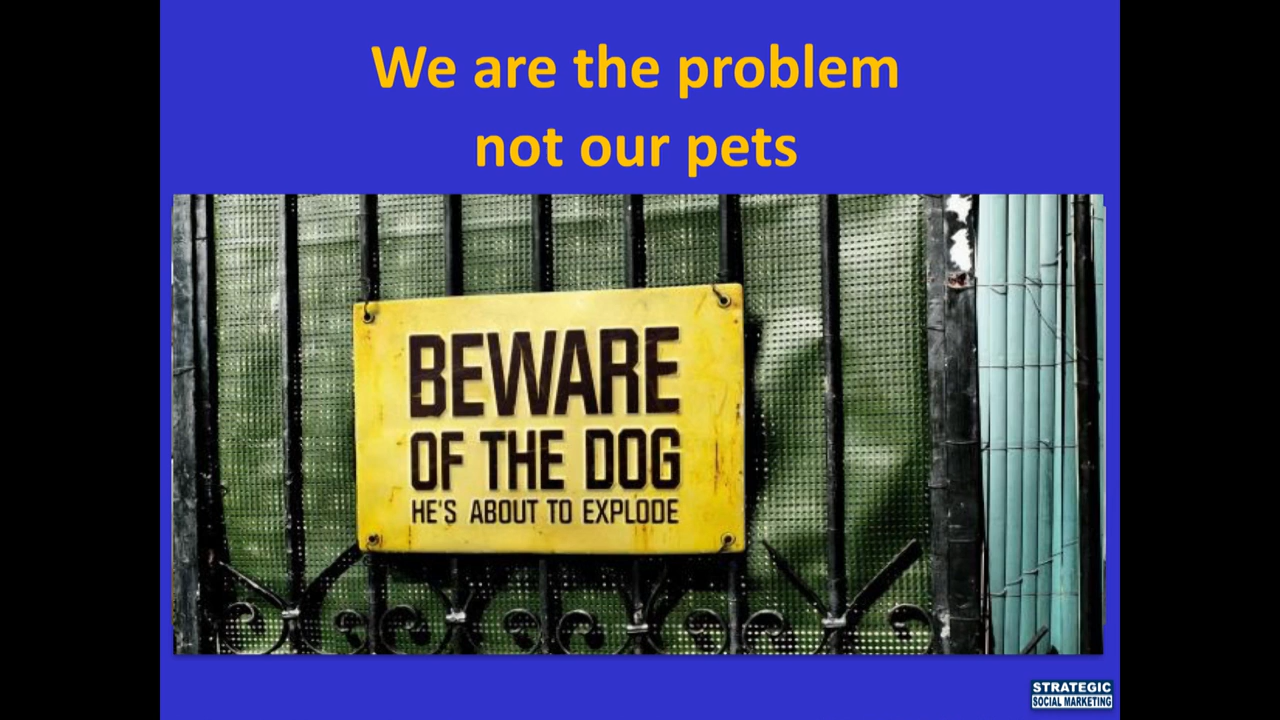 We are the problem
not our pets
BEWARE
OF THE DOG
HE'S ABOUT TO EXPLODE
STRATEGIC
SOCIAL MARKETING